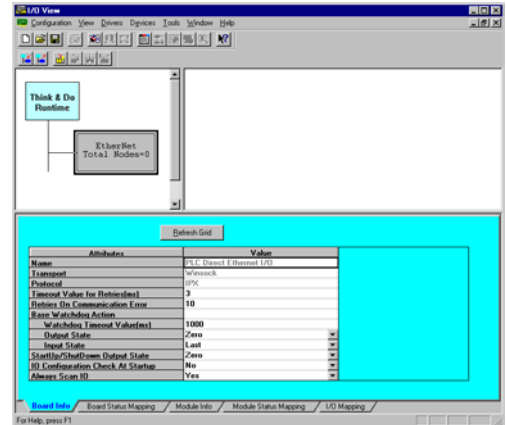 I/O View
Configuration View Drivers Devices Tools Window Help
Think & Do
Runtime
EtherNet
Total Nodes=0
Refresh Grid
Attributes Value
Name PLC Direct Ethernet I/O
Transport Winsock
Protocol IPX
Timeout Value for Retries(ms) 3
Retries On Communication Error 10
Base Watchdog Action
Watchdog Timeout Value(ms) 1000
Output State Zero
Input State Last
StartUp/ShutDown Output State Zero
IO Configuration Check At Startup No
Always Scan IO Yes
Board Info Board Status Mapping Module Info Module Status Mapping I/O Mapping
For Help, press F1